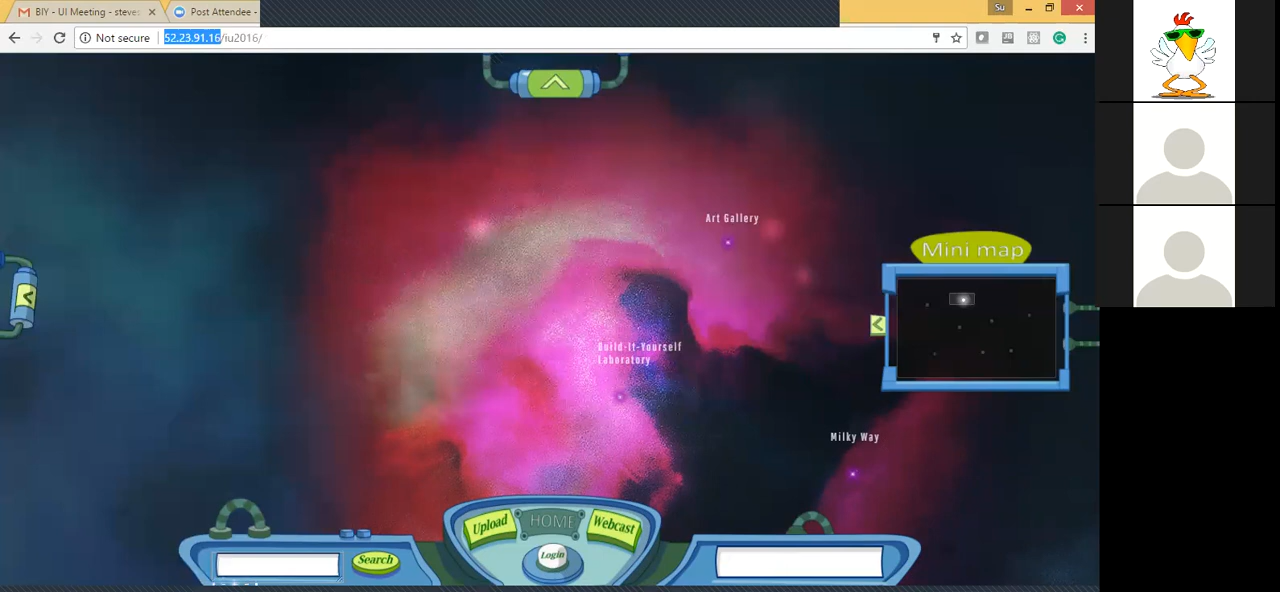 BIY - UI Meeting - steved
Post Attendee -
Su
Not secure
52.23.91.16/iu2016/
Art Gallery
Mini map
Build-It-Yourself
Laboratory
Milky Way
Upload
HOME
Webcast
Login
Search